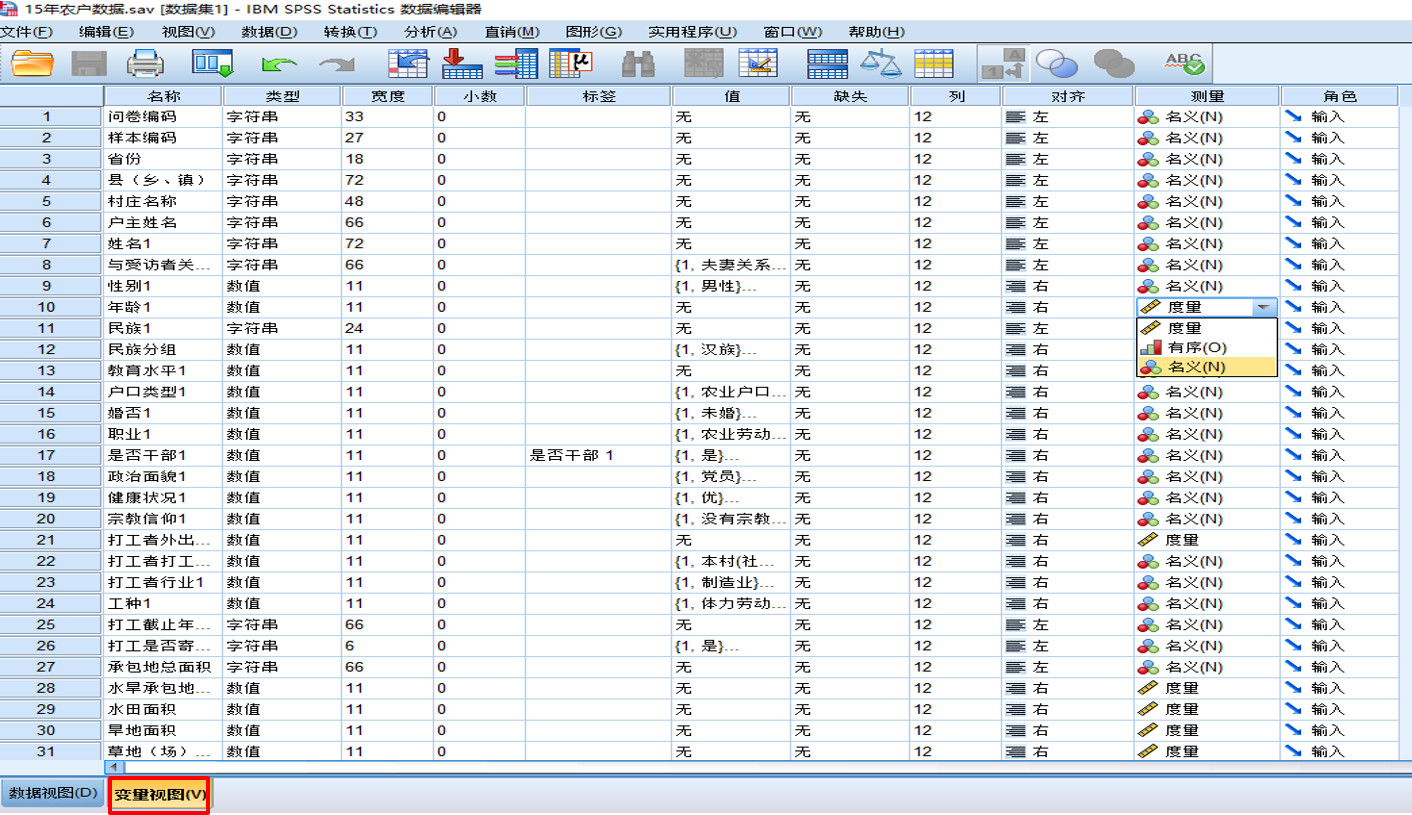 15年农户数据.sav [数据集1] - IBM SPSS Statistics 数据编辑器
文件(F) 编辑(E) 视图(V) 数据(D) 转换(T) 分析(A) 直销(M) 图形(G) 实用程序(U) 窗口(W) 帮助(H)
μ A 1 ABC
名称 类型 宽度 小数 标签 值 缺失 列 对齐 测量 角色
1 问卷编码 字符串 33 0 无 无 12 左 名义(N) 输入
2 样本编码 字符串 27 0 无 无 12 左 名义(N) 输入
3 省份 字符串 18 0 无 无 12 左 名义(N) 输入
4 县（乡、镇） 字符串 72 0 无 无 12 左 名义(N) 输入
5 村庄名称 字符串 48 0 无 无 12 左 名义(N) 输入
6 户主姓名 字符串 66 0 无 无 12 左 名义(N) 输入
7 姓名1 字符串 72 0 无 无 12 左 名义(N) 输入
8 与受访者关... 字符串 66 0 {1, 夫妻关系... 无 12 左 名义(N) 输入
9 性别1 数值 11 0 {1, 男性}... 无 12 右 名义(N) 输入
10 年龄1 数值 11 0 无 无 12 右 度量 输入
11 民族1 字符串 24 0 无 无 12 左 度量 输入
12 民族分组 数值 11 0 {1, 汉族}... 无 12 右 有序(O) 输入
13 教育水平1 数值 11 0 无 无 12 右 名义(N) 输入
14 户口类型1 数值 11 0 {1, 农业户口... 无 12 右 名义(N) 输入
15 婚否1 数值 11 0 {1, 未婚}... 无 12 右 名义(N) 输入
16 职业1 数值 11 0 {1, 农业劳动... 无 12 右 名义(N) 输入
17 是否干部1 数值 11 0 是否干部 1 {1, 是}... 无 12 右 名义(N) 输入
18 政治面貌1 数值 11 0 {1, 党员}... 无 12 右 名义(N) 输入
19 健康状况1 数值 11 0 {1, 优}... 无 12 右 名义(N) 输入
20 宗教信仰1 数值 11 0 {1, 没有宗教... 无 12 右 名义(N) 输入
21 打工者外出... 数值 11 0 无 无 12 右 度量 输入
22 打工者打工... 数值 11 0 {1, 本村(社... 无 12 右 名义(N) 输入
23 打工者行业1 数值 11 0 {1, 制造业}... 无 12 右 名义(N) 输入
24 工种1 数值 11 0 {1, 体力劳动... 无 12 右 名义(N) 输入
25 打工截止年... 字符串 66 0 无 无 12 左 名义(N) 输入
26 打工是否寄... 字符串 6 0 {1, 是}... 无 12 左 名义(N) 输入
27 承包地总面积 字符串 66 0 无 无 12 左 名义(N) 输入
28 水旱承包地... 数值 11 0 无 无 12 右 度量 输入
29 水田面积 数值 11 0 无 无 12 右 度量 输入
30 旱地面积 数值 11 0 无 无 12 右 度量 输入
31 草地（场）... 数值 11 0 无 无 12 右 度量 输入
数据视图(D) 变量视图(V)